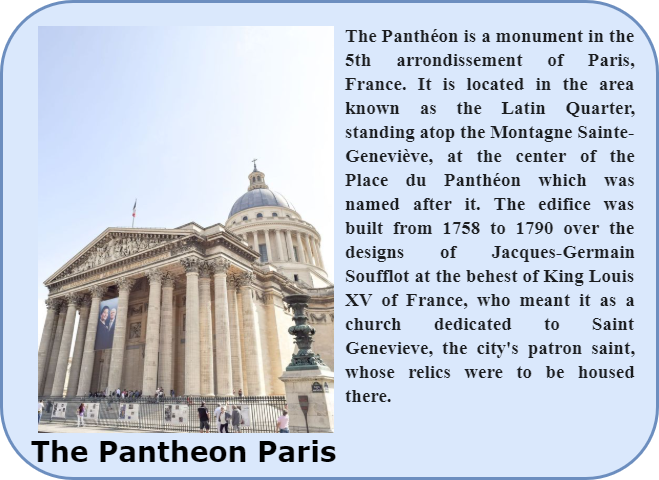 The Panthéon is a monument in the
5th arrondissement of Paris,
France. It is located in the area
known as the Latin Quarter,
standing atop the Montagne Sainte-
Geneviève, at the center of the
Place du Panthéon which was
named after it. The edifice was
built from 1758 to 1790 over the
designs of Jacques-Germain
Soufflot at the behest of King Louis
XV of France, who meant it as a
church dedicated to Saint
Genevieve, the city's patron saint,
whose relics were to be housed
there.
The Pantheon Paris